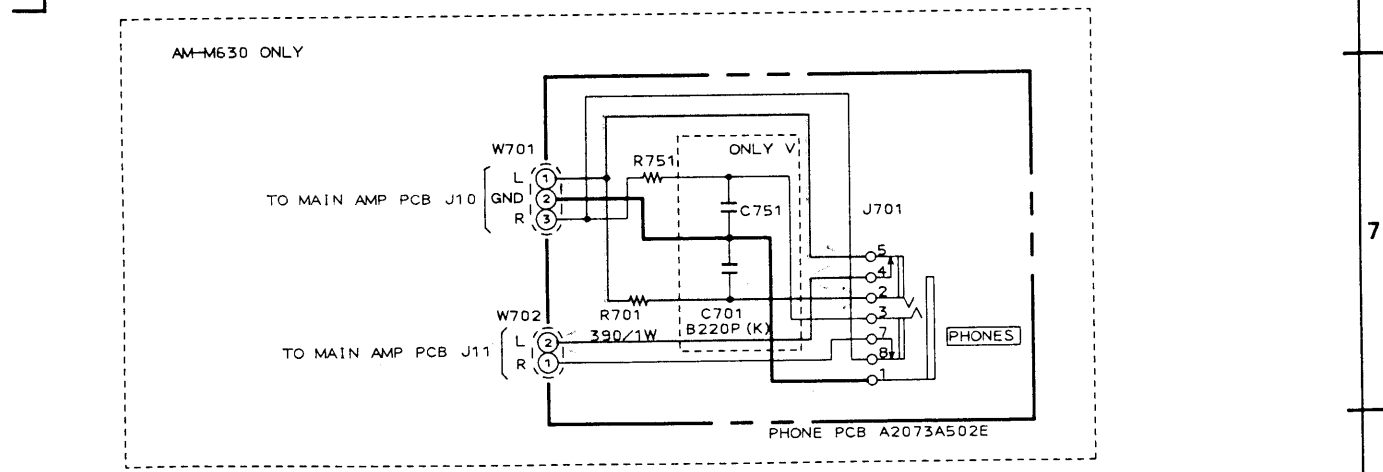 AM-M630 ONLY
W701
L 1
TO MAIN AMP PCB J10 GND 2
R 3
R751
ONLY V
C751
J701
5
4
2
3
7
8
1
PHONES
R701
390/1W
C701
B220P (K)
W702
L 2
TO MAIN AMP PCB J11
R 1
PHONE PCB A2073A502E
7